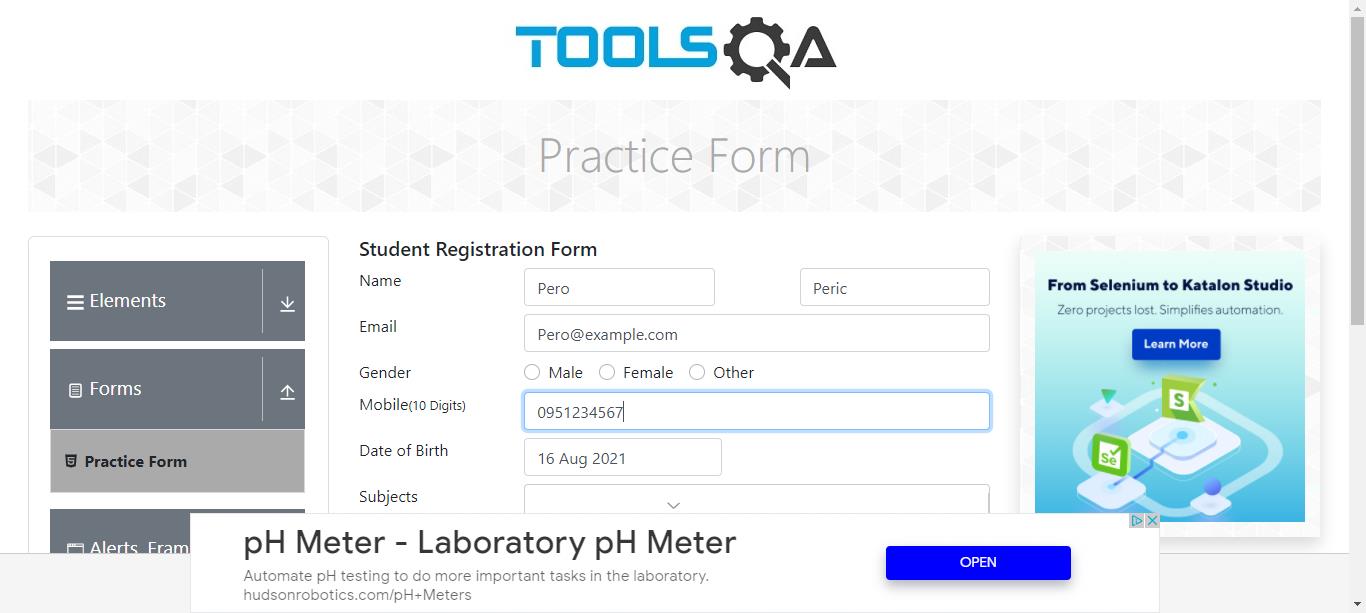 TOOLSQA
Practice Form
Elements
Forms
Practice Form
Alerts, Fram
Student Registration Form
Name
Pero
Peric
Email
Pero@example.com
Gender
Male
Female
Other
Mobile(10 Digits)
0951234567
Date of Birth
16 Aug 2021
Subjects
From Selenium to Katalon Studio
Zero projects lost. Simplifies automation.
Learn More
S
Se
pH Meter - Laboratory pH Meter
Automate pH testing to do more important tasks in the laboratory.
hudsonrobotics.com/pH+Meters
OPEN